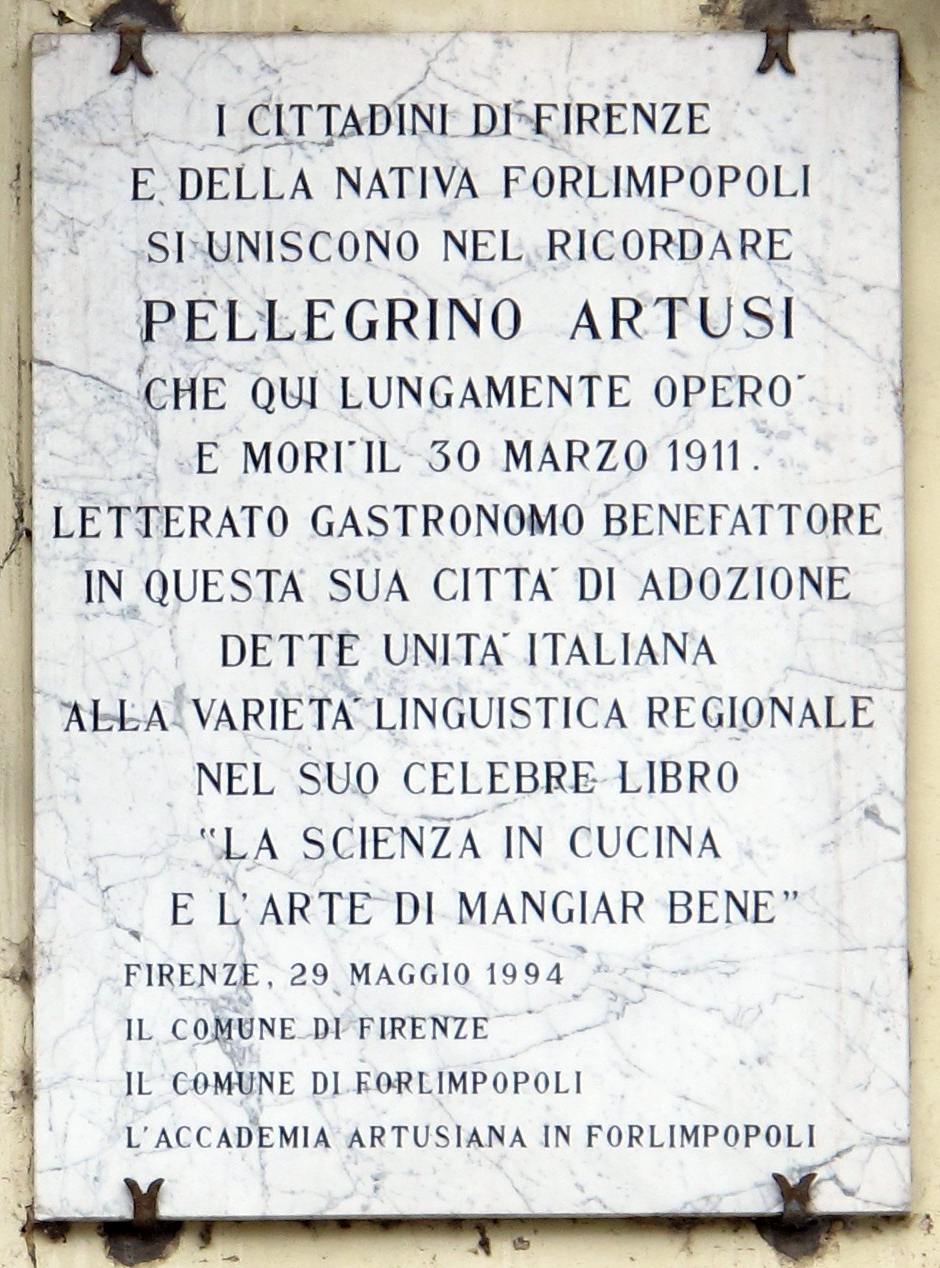 I CITTADINI DI FIRENZE
E DELLA NATIVA FORLIMPOPOLI
SI UNISCONO NEL RICORDARE
PELLEGRINO ARTUSI
CHE QUI LUNGAMENTE OPERO´
E MORI´ IL 30 MARZO 1911.
LETTERATO GASTRONOMO BENEFATTORE
IN QUESTA SUA CITTA´ DI ADOZIONE
DETTE UNITA´ ITALIANA
ALLA VARIETA´ LINGUISTICA REGIONALE
NEL SUO CELEBRE LIBRO
“LA SCIENZA IN CUCINA
E L’ARTE DI MANGIAR BENE”
FIRENZE, 29 MAGGIO 1994
IL COMUNE DI FIRENZE
IL COMUNE DI FORLIMPOPOLI
L’ACCADEMIA ARTUSIANA IN FORLIMPOPOLI